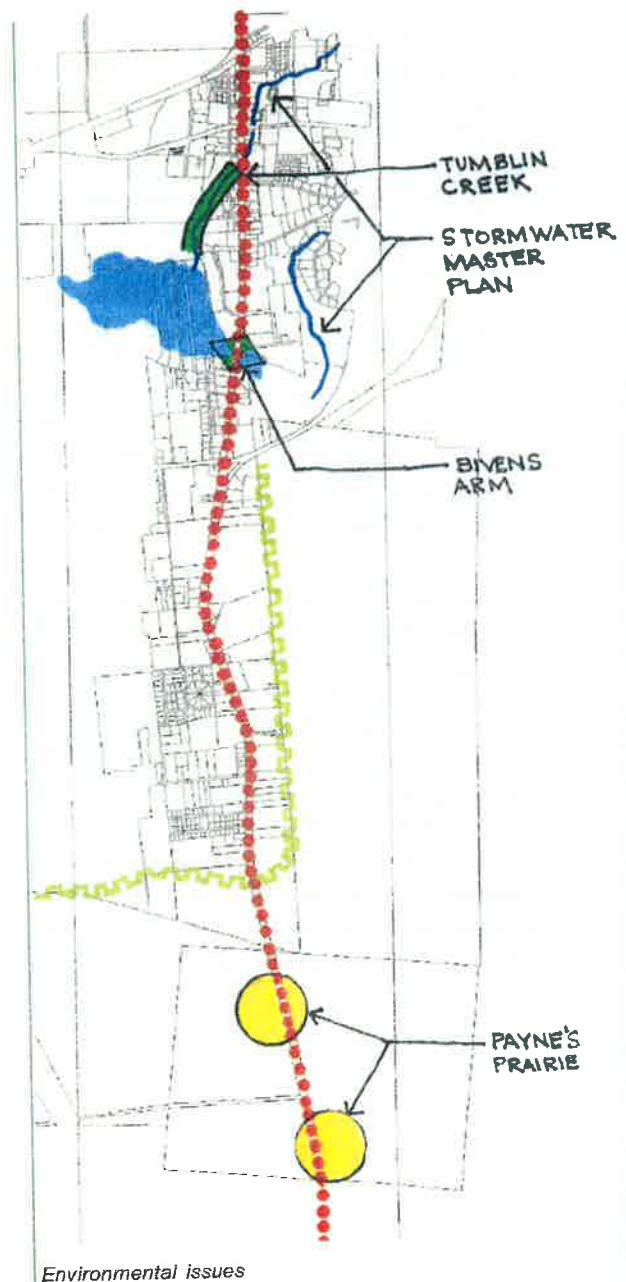 TUMBLIN
CREEK
STORMWATER
MASTER
PLAN
BIVENS
ARM
PAYNE'S
PRAIRIE
Environmental issues